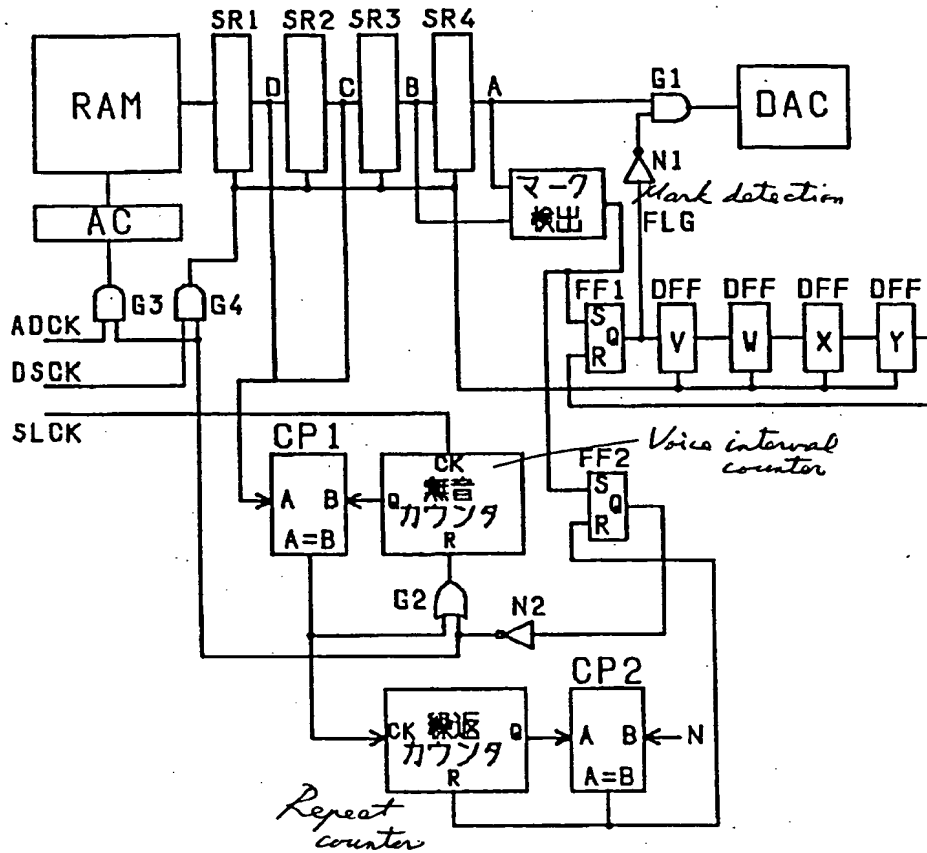 SR1 SR2 SR3 SR4
RAM
D
C
B
A
G1
DAC
N1
Mark detection
マーク
検出
FLG
AC
G3
G4
ADCK
DSCK
SLCK
FF1
S
Q
R
DFF DFF DFF DFF
V
W
X
Y
CP1
A B
A=B
CK
無音
Q カウンタ
R
Voice interval
counter
FF2
S
Q
R
G2
N2
CP2
CK 繰返 Q
カウンタ
R
A B
A=B
N
Repeat
counter